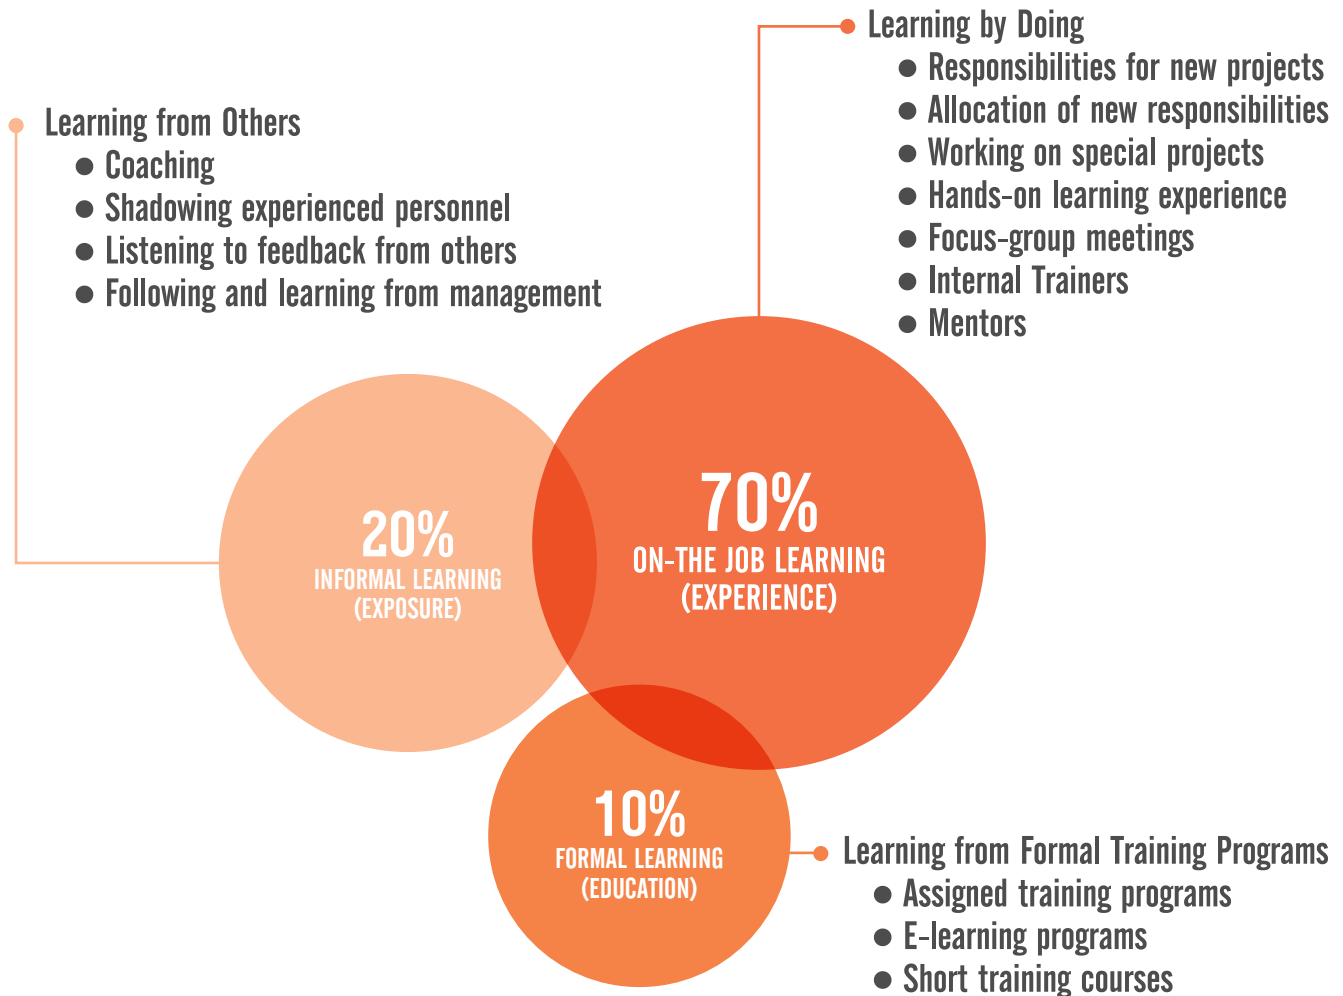 Learning by Doing
● Responsibilities for new projects
● Allocation of new responsibilities
● Working on special projects
● Hands-on learning experience
● Focus-group meetings
● Internal Trainers
● Mentors
Learning from Others
● Coaching
● Shadowing experienced personnel
● Listening to feedback from others
● Following and learning from management
20%
INFORMAL LEARNING
(EXPOSURE)
70%
ON-THE JOB LEARNING
(EXPERIENCE)
10%
FORMAL LEARNING
(EDUCATION)
Learning from Formal Training Programs
● Assigned training programs
● E-learning programs
● Short training courses